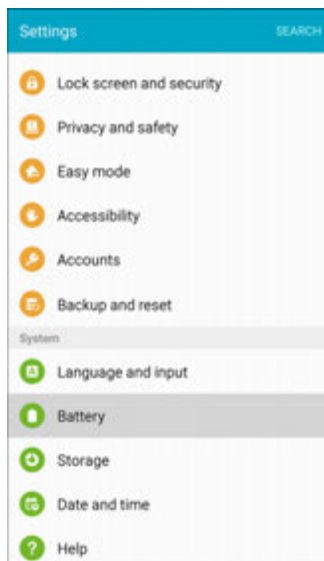 Settings SEARCH
Lock screen and security
Privacy and safety
Easy mode
Accessibility
Accounts
Backup and reset
System
Language and input
Battery
Storage
Date and time
Help